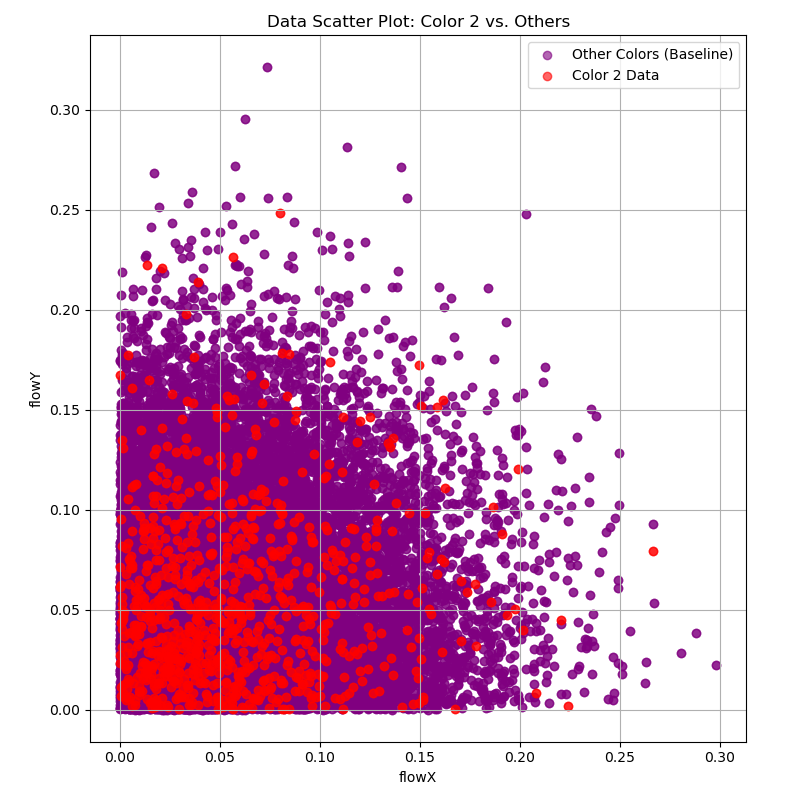 Data Scatter Plot: Color 2 vs. Others
Other Colors (Baseline)
Color 2 Data
0.30
0.25
0.20
0.15
0.10
0.05
0.00
flowY
0.00 0.05 0.10 0.15 0.20 0.25 0.30
flowX